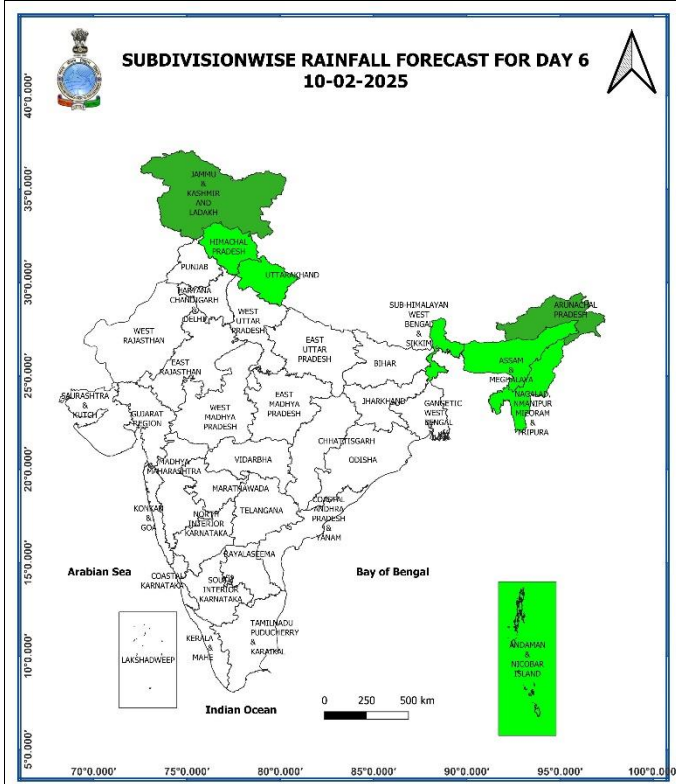 SUBDIVISIONWISE RAINFALL FORECAST FOR DAY 6
10-02-2025
40°0.000'
35°0.000'
30°0.000'
25°0.000'
20°0.000'
15°0.000'
10°0.000'
5°0.000'
JAMMU
&
KASHMIR
AND
LADAKH
HIMACHAL
PRADESH
PUNJAB
UTTARAKHAND
HARYANA
CHANDIGARH
&
DELHI
WEST
UTTAR
PRADESH
WEST
RAJASTHAN
EAST
RAJASTHAN
EAST
UTTAR
PRADESH
BIHAR
SUB-HIMALAYAN
WEST
BENGAL
&
SIKKIM
ARUNACHAL
PRADESH
ASSAM
&
MEGHALAYA
NAGALAD,
NMANIPUR
MIZORAM
&
TRIPURA
SAURASHTRA
&
KUTCH
GUJARAT
REGION
WEST
MADHYA
PRADESH
EAST
MADHYA
PRADESH
JHARKHAND
GANGETIC
WEST
BENGAL
CHHATTISGARH
ODISHA
MADHYA
MAHARASHTRA
VIDARBHA
MARATHAWADA
TELANGANA
COASTAL
ANDHRA
PRADESH
&
YANAM
KONKAN
&
GOA
NORTH
INTERIOR
KARNATAKA
RAYALASEEMA
COASTAL
KARNATAKA
SOUTH
INTERIOR
KARNATAKA
TAMILNADU
PUDUCHERRY
&
KARAIKAL
KERALA
&
MAHE
LAKSHADWEEP
ANDAMAN
&
NICOBAR
ISLAND
Arabian Sea
Bay of Bengal
Indian Ocean
0 250 500 km
70°0.000' 75°0.000' 80°0.000' 85°0.000' 90°0.000' 95°0.000' 100°0.000'